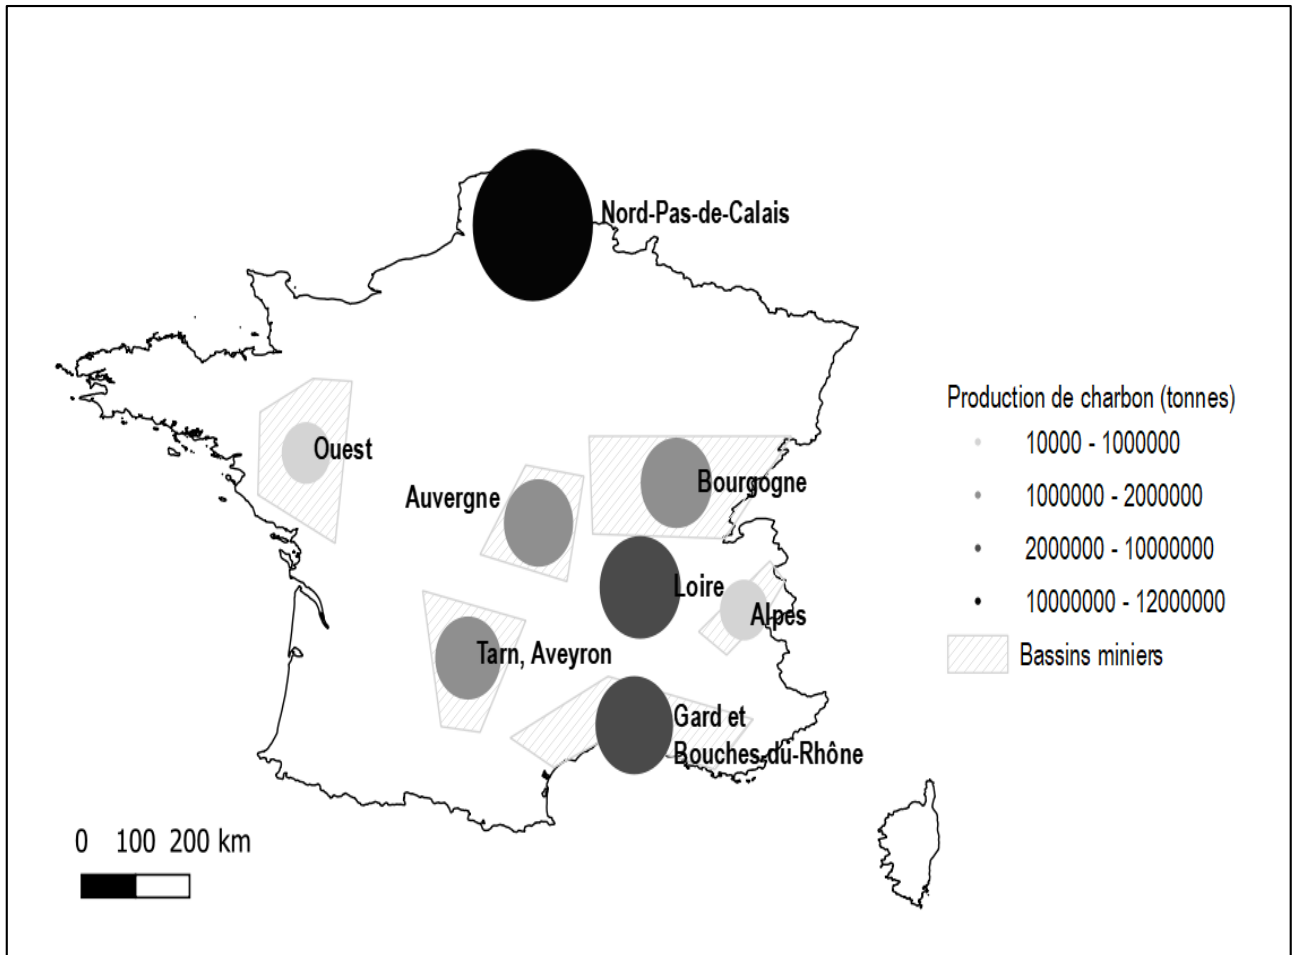 Nord-Pas-de-Calais
Ouest
Auvergne
Bourgogne
Loire
Alpes
Tarn, Aveyron
Gard et
Bouches-du-Rhône
Production de charbon (tonnes)
10000 - 1000000
1000000 - 2000000
2000000 - 10000000
10000000 - 12000000
Bassins miniers
0 100 200 km